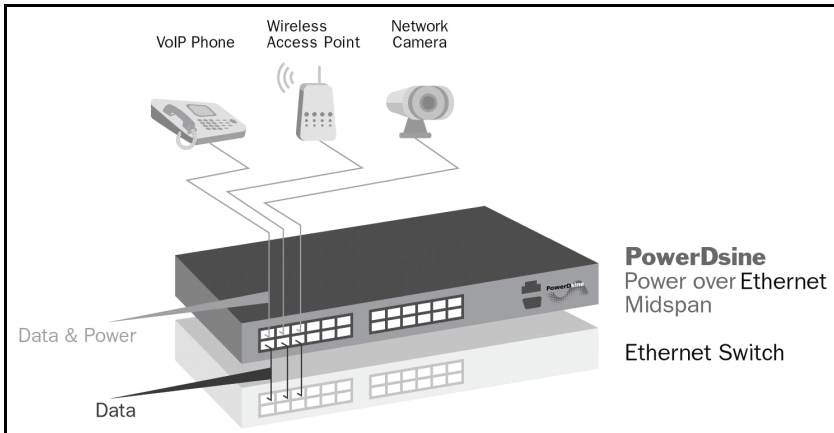 VoIP Phone
Wireless
Access Point
Network
Camera
PowerDsine
PowerDsine
Power over Ethernet
Midspan
Data & Power
Ethernet Switch
Data